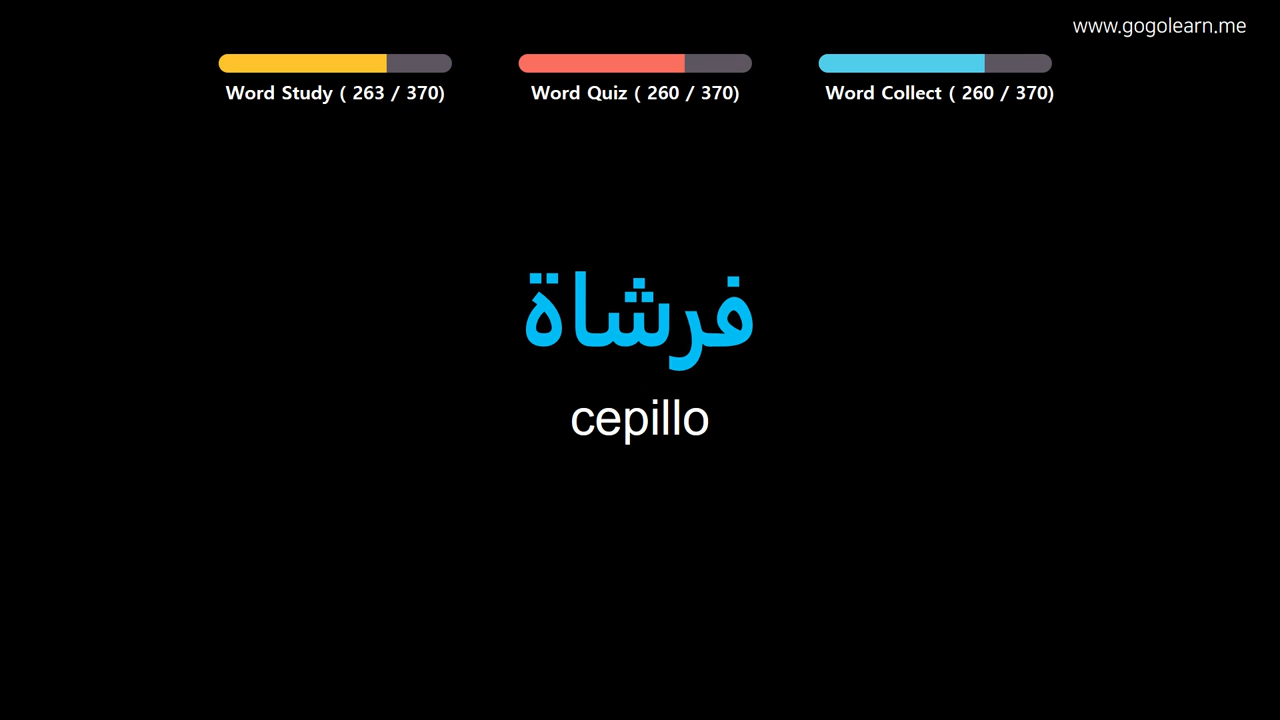 www.gogolearn.me
Word Study ( 263 / 370)
Word Quiz ( 260 / 370)
Word Collect ( 260 / 370)
فرشاة
cepillo